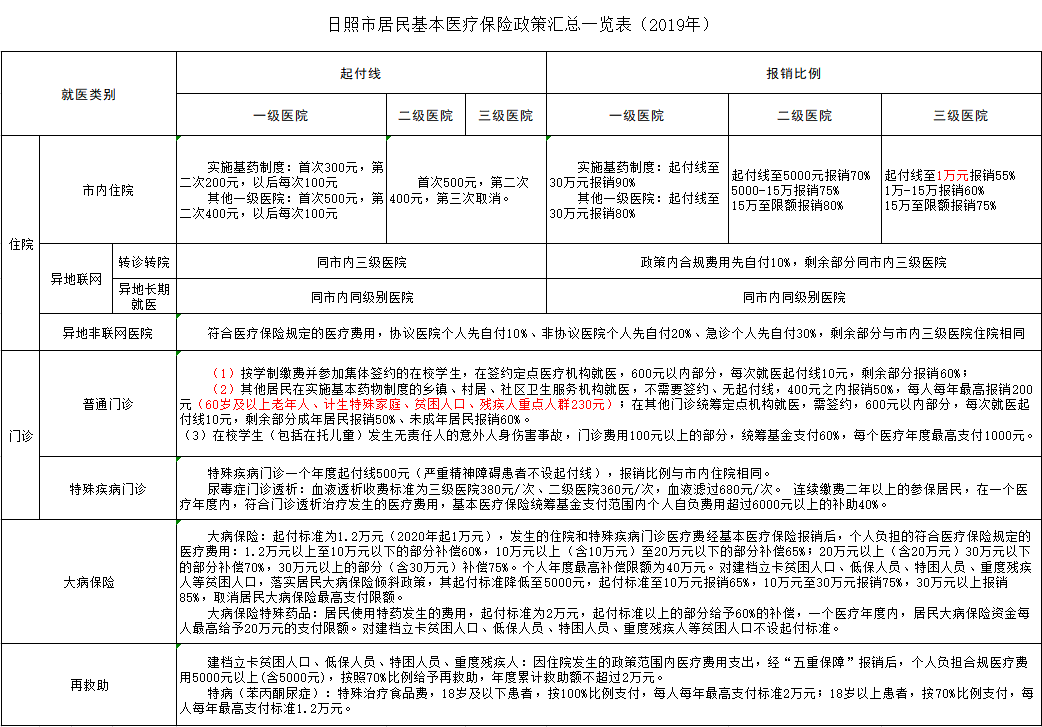 日照市居民基本医疗保险政策汇总一览表（2019年）
就医类别
起付线
报销比例
一级医院
二级医院
三级医院
一级医院
二级医院
三级医院
住院
市内住院
实施基药制度：首次300元，第
二次200元，以后每次100元
其他一级医院：首次500元，第
二次400元，以后每次100元
首次500元，第二次
400元，第三次取消。
实施基药制度：起付线至
30万元报销90%
其他一级医院：起付线至
30万元报销80%
起付线至5000元报销70%
5000-15万报销75%
15万至限额报销80%
起付线至1万元报销55%
1万-15万报销60%
15万至限额报销75%
异地联网
转诊转院
同市内三级医院
政策内合规费用先自付10%，剩余部分同市内三级医院
异地长期
就医
同市内同级别医院
同市内同级别医院
异地非联网医院
符合医疗保险规定的医疗费用，协议医院个人先自付10%、非协议医院个人先自付20%、急诊个人先自付30%，剩余部分与市内三级医院住院相同
门诊
普通门诊
（1）按学制缴费并参加集体签约的在校学生，在签约定点医疗机构就医，600元以内部分，每次就医起付线10元，剩余部分报销60%；
（2）其他居民在实施基本药物制度的乡镇、村居、社区卫生服务机构就医，不需要签约、无起付线，400元之内报销50%，每人每年最高报销200
元（60岁及以上老年人、计生特殊家庭、贫困人口、残疾人重点人群230元）；在其他门诊统筹定点机构就医，需签约，600元以内部分，每次就医起
付线10元，剩余部分成年居民报销50%、未成年居民报销60%。
（3）在校学生（包括在托儿童）发生无责任人的意外人身伤害事故，门诊费用100元以上的部分，统筹基金支付60%，每个医疗年度最高支付1000元。
特殊疾病门诊
特殊疾病门诊一个年度起付线500元（严重精神障碍患者不设起付线），报销比例与市内住院相同。
尿毒症门诊透析：血液透析收费标准为三级医院380元/次、二级医院360元/次，血液滤过680元/次。 连续缴费二年以上的参保居民，在一个医
疗年度内，符合门诊透析治疗发生的医疗费用，基本医疗保险统筹基金支付范围内个人自负费用超过6000元以上的补助40%。
大病保险
大病保险：起付标准为1.2万元（2020年起1万元），发生的住院和特殊疾病门诊医疗费经基本医疗保险报销后，个人负担的符合医疗保险规定的
医疗费用：1.2万元以上至10万元以下的部分补偿60%，10万元以上（含10万元）至20万元以下的部分补偿65%；20万元以上（含20万元）30万元以下
的部分补偿70%，30万元以上的部分（含30万元）补偿75%。个人年度最高补偿限额为40万元。对建档立卡贫困人口、低保人员、特困人员、重度残疾
人等贫困人口，落实居民大病保险倾斜政策，其起付标准降低至5000元，起付标准至10万元报销65%，10万元至30万元报销75%，30万元以上报销
85%，取消居民大病保险最高支付限额。
大病保险特殊药品：居民使用特药发生的费用，起付标准为2万元，起付标准以上的部分给予60%的补偿，一个医疗年度内，居民大病保险资金每
人最高给予20万元的支付限额。对建档立卡贫困人口、低保人员、特困人员、重度残疾人等贫困人口不设起付标准。
再救助
建档立卡贫困人口、低保人员、特困人员、重度残疾人：因住院发生的政策范围内医疗费用支出，经“五重保障”报销后，个人负担合规医疗费
用5000元以上(含5000元)，按照70%比例给予再救助，年度累计救助额不超过2万元。
特病（苯丙酮尿症）：特殊治疗食品费，18岁及以下患者，按100%比例支付，每人每年最高支付标准2万元；18岁以上患者，按70%比例支付，每
人每年最高支付标准1.2万元。